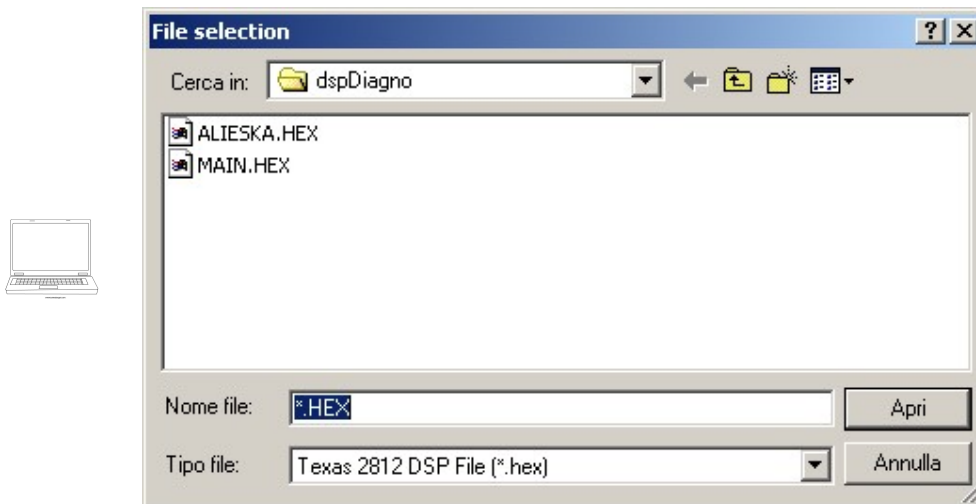 File selection
Cerca in: dspDiagno
ALIESKA.HEX
MAIN.HEX
Nome file: *.HEX Apri
Tipo file: Texas 2812 DSP File (*.hex) Annulla